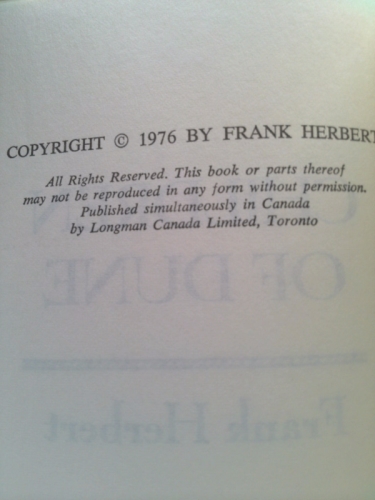 COPYRIGHT © 1976 BY FRANK HERBERT
All Rights Reserved. This book or parts thereof
may not be reproduced in any form without permission.
Published simultaneously in Canada
by Longman Canada Limited, Toronto
OF DUNE
Frank Herbert